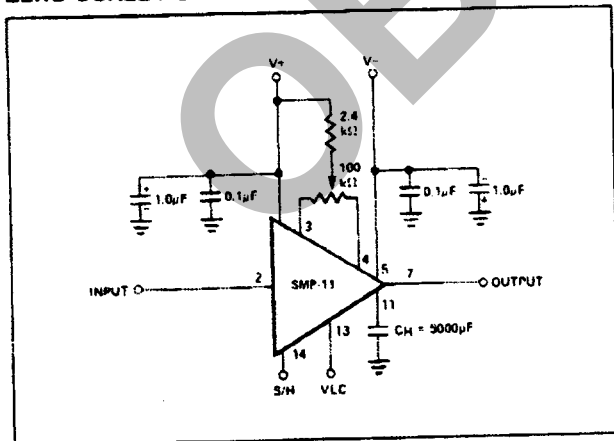 V+
V-
2.4
kΩ
100
kΩ
1.0µF
0.1µF
0.1µF
1.0µF
3
4
5
2
SMP-11
7
INPUT
OUTPUT
11
13
14
CH = 5000µF
S/H
VLC